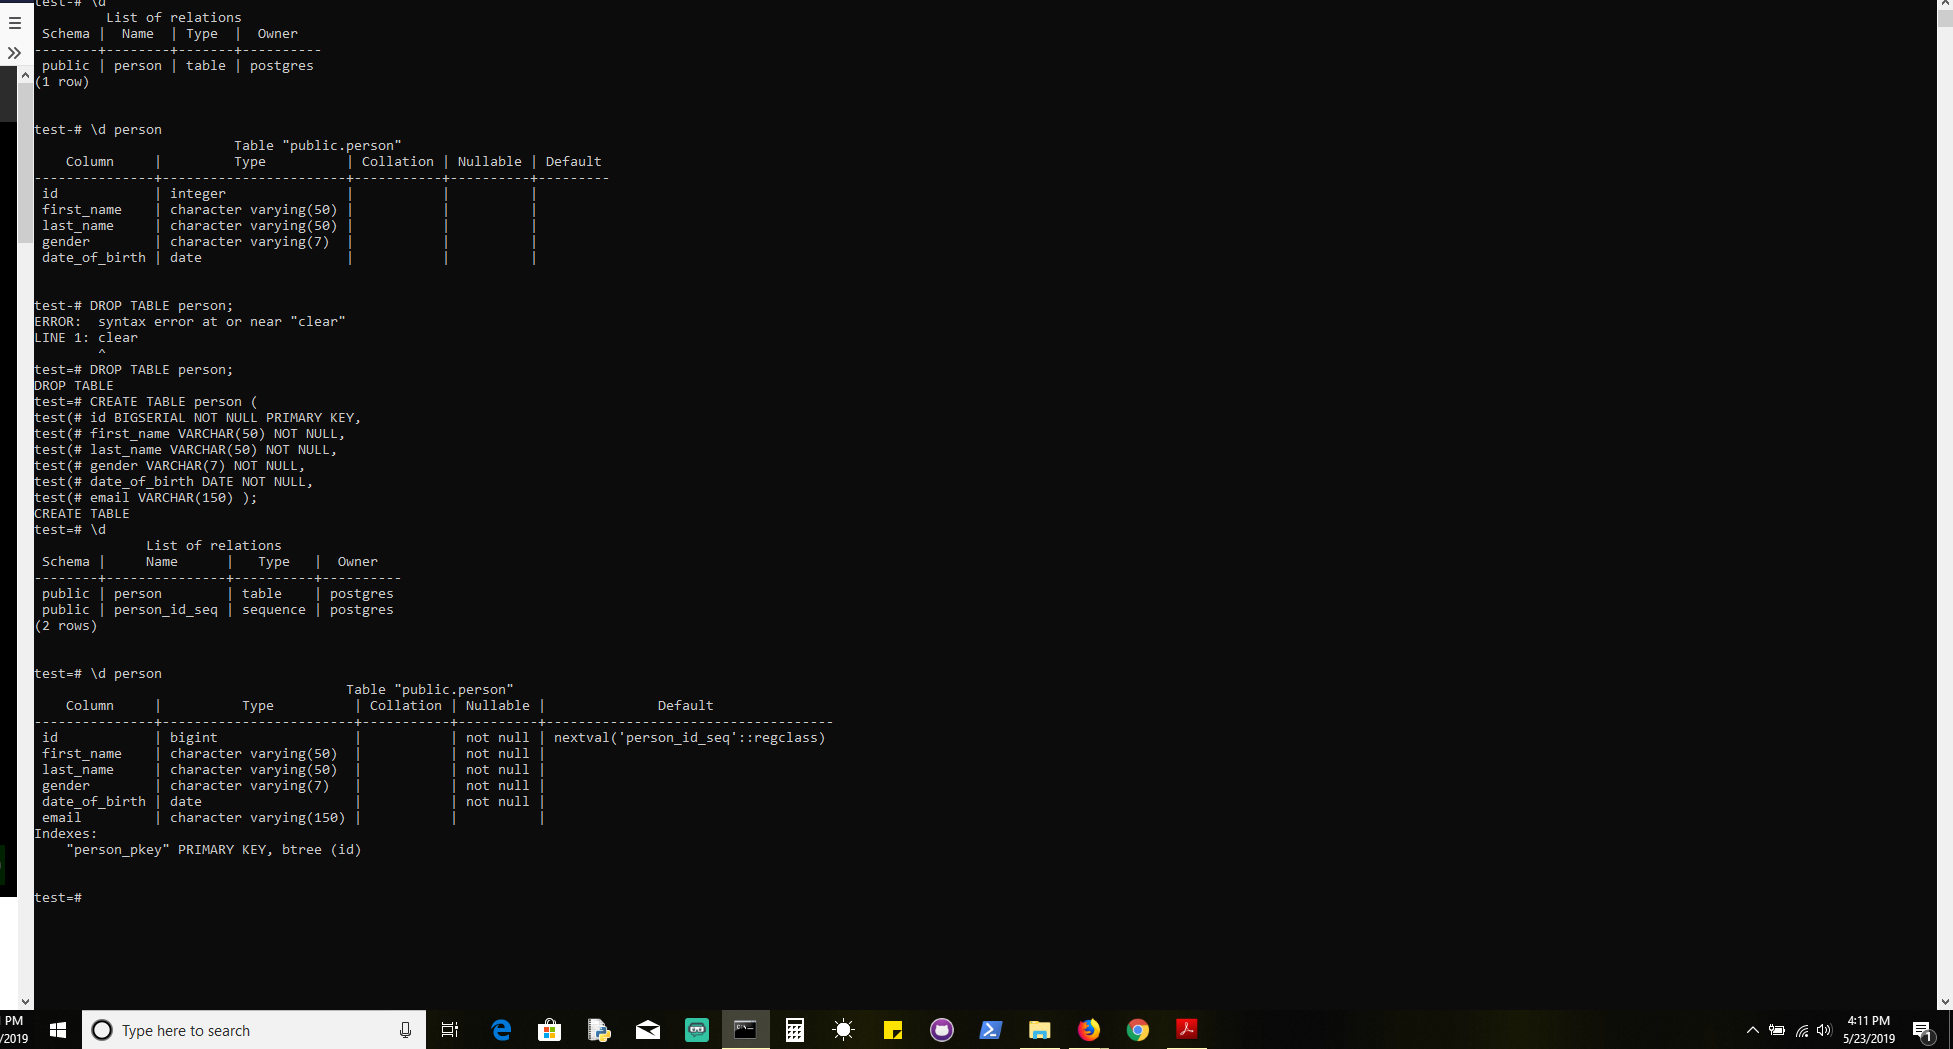 test-# \d
         List of relations
 Schema |  Name  | Type  |  Owner
--------+--------+-------+----------
 public | person | table | postgres
(1 row)
test-# \d person
                         Table "public.person"
    Column     |         Type          | Collation | Nullable | Default
---------------+-----------------------+-----------+----------+---------
 id            | integer               |           |          |
 first_name    | character varying(50) |           |          |
 last_name     | character varying(50) |           |          |
 gender        | character varying(7)  |           |          |
 date_of_birth | date                  |           |          |
test-# DROP TABLE person;
ERROR:  syntax error at or near "clear"
LINE 1: clear
        ^
test=# DROP TABLE person;
DROP TABLE
test=# CREATE TABLE person (
test(# id BIGSERIAL NOT NULL PRIMARY KEY,
test(# first_name VARCHAR(50) NOT NULL,
test(# last_name VARCHAR(50) NOT NULL,
test(# gender VARCHAR(7) NOT NULL,
test(# date_of_birth DATE NOT NULL,
test(# email VARCHAR(150) );
CREATE TABLE
test=# \d
              List of relations
 Schema |     Name      |   Type   |  Owner
--------+---------------+----------+----------
 public | person        | table    | postgres
 public | person_id_seq | sequence | postgres
(2 rows)
test=# \d person
                                       Table "public.person"
    Column     |          Type          | Collation | Nullable |              Default
---------------+------------------------+-----------+----------+------------------------------------
 id            | bigint                 |           | not null | nextval('person_id_seq'::regclass)
 first_name    | character varying(50)  |           | not null |
 last_name     | character varying(50)  |           | not null |
 gender        | character varying(7)   |           | not null |
 date_of_birth | date                   |           | not null |
 email         | character varying(150) |           |          |
Indexes:
    "person_pkey" PRIMARY KEY, btree (id)
test=#
PM
/2019
Type here to search
4:11 PM
5/23/2019
1